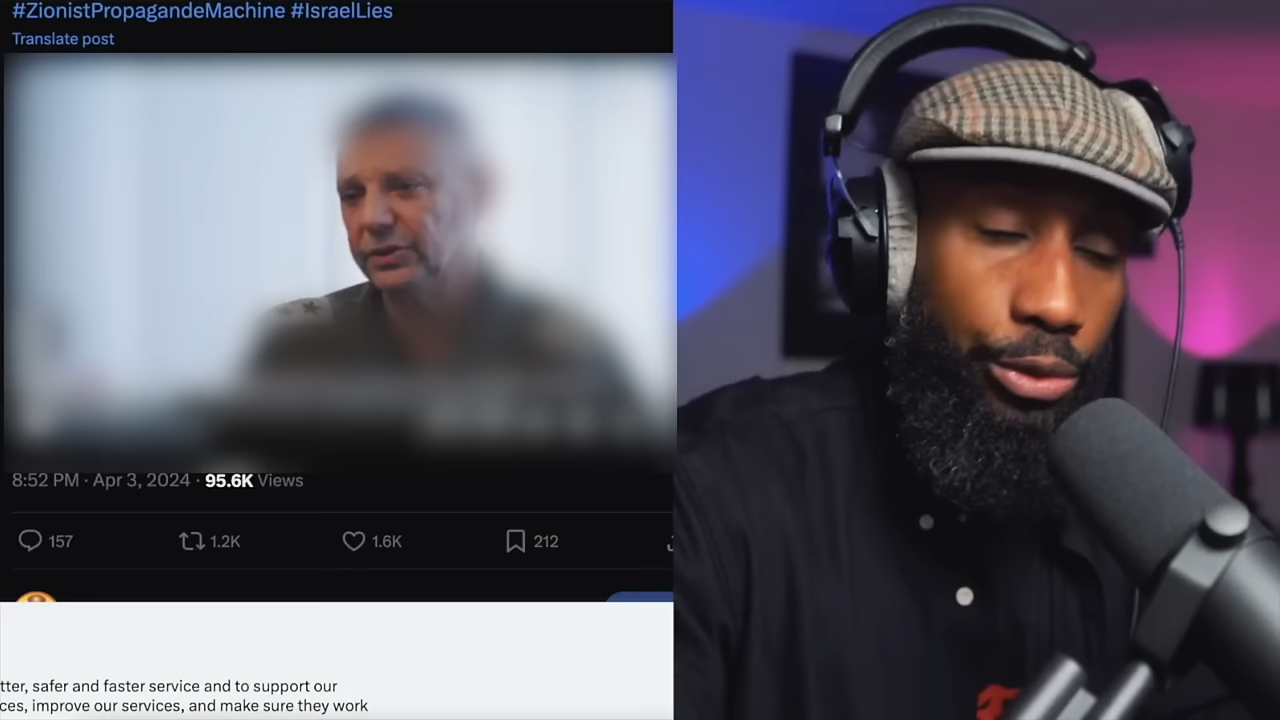 #ZionistPropagandeMachine #IsraelLies
Translate post
8:52 PM · Apr 3, 2024 · 95.6K Views
157 1.2K 1.6K 212
tter, safer and faster service and to support our
ces, improve our services, and make sure they work